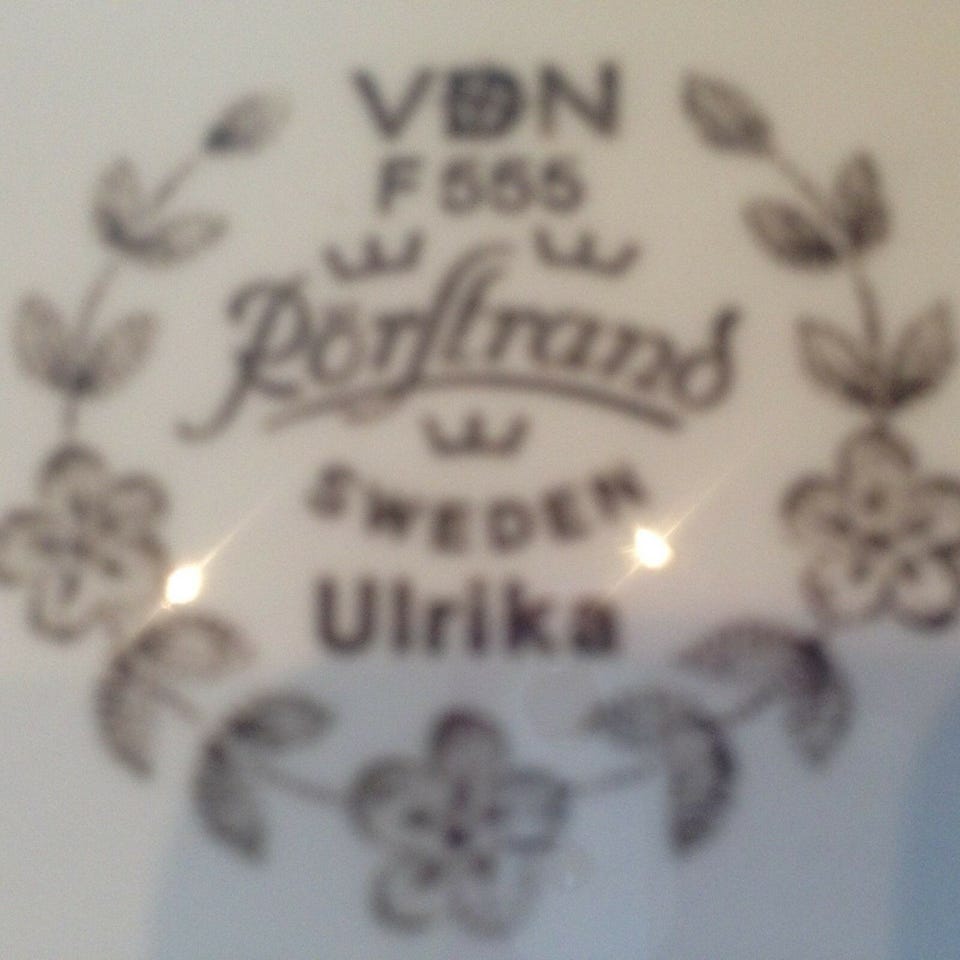 VDN
F 555
Rörstrand
SWEDEN
Ulrika